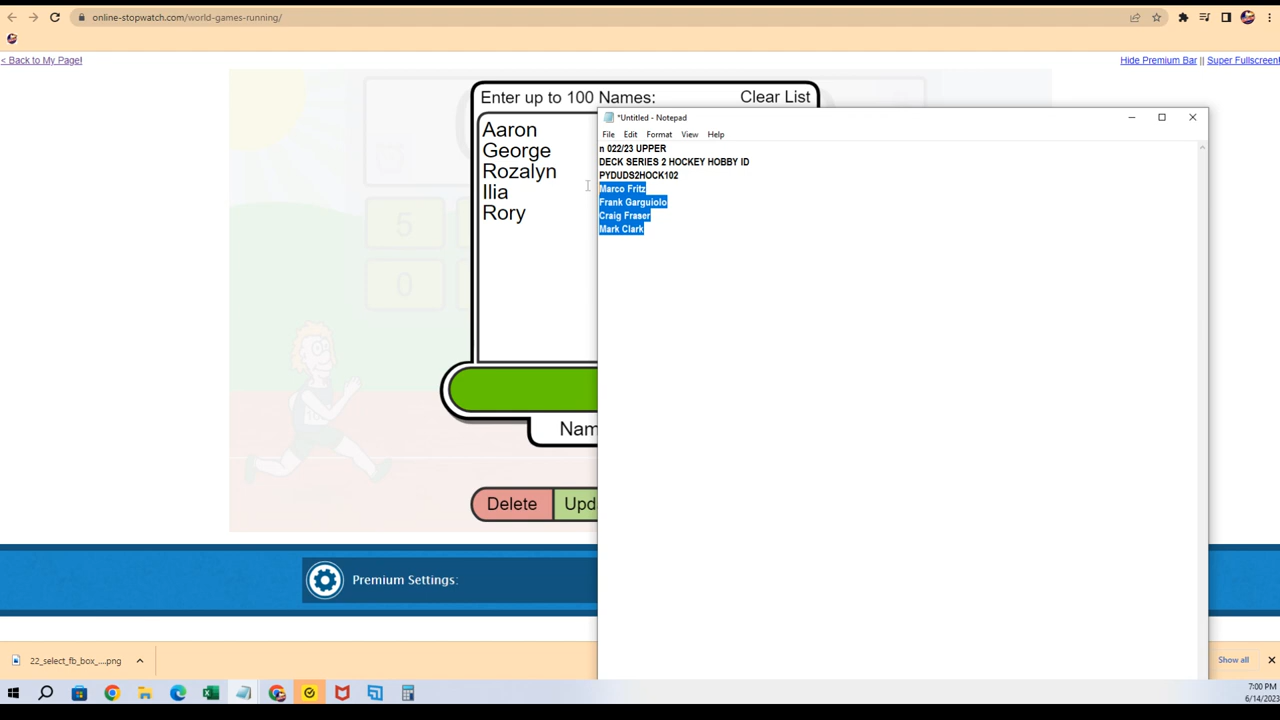 online-stopwatch.com/world-games-running/
< Back to My Page!
Hide Premium Bar || Super Fullscreen!
Enter up to 100 Names:
Clear List
Aaron
George
Rozalyn
Ilia
Rory
5
0
Nam
Delete
Upd
Premium Settings:
*Untitled - Notepad
File Edit Format View Help
n 022/23 UPPER
DECK SERIES 2 HOCKEY HOBBY ID
PYDUDS2HOCK102
Marco Fritz
Frank Garguiolo
Craig Fraser
Mark Clark
22_select_fb_box_....png
Show all
7:00 PM
6/14/2023